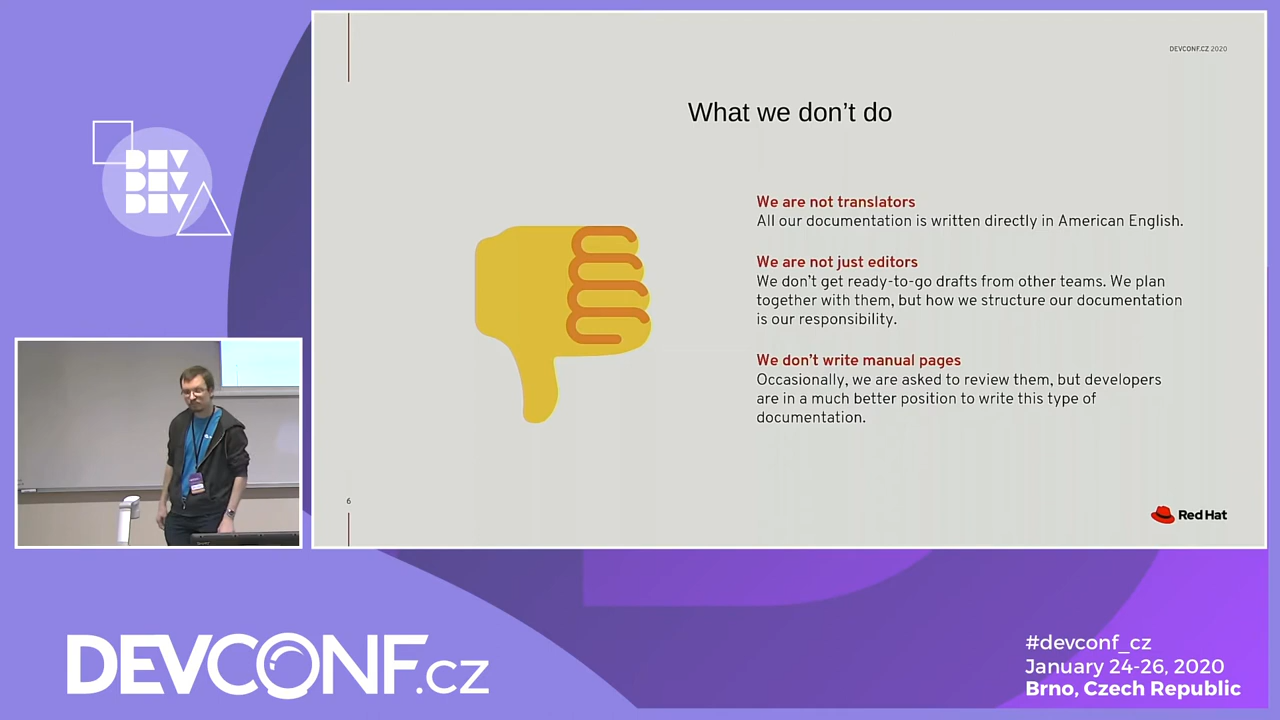 DEV
DEV
DEV
DEVCONF.CZ 2020
What we don't do
We are not translators
All our documentation is written directly in American English.
We are not just editors
We don't get ready-to-go drafts from other teams. We plan
together with them, but how we structure our documentation
is our responsibility.
We don't write manual pages
Occasionally, we are asked to review them, but developers
are in a much better position to write this type of
documentation.
6
Red Hat
DEVCONF.cz
#devconf_cz
January 24-26, 2020
Brno, Czech Republic